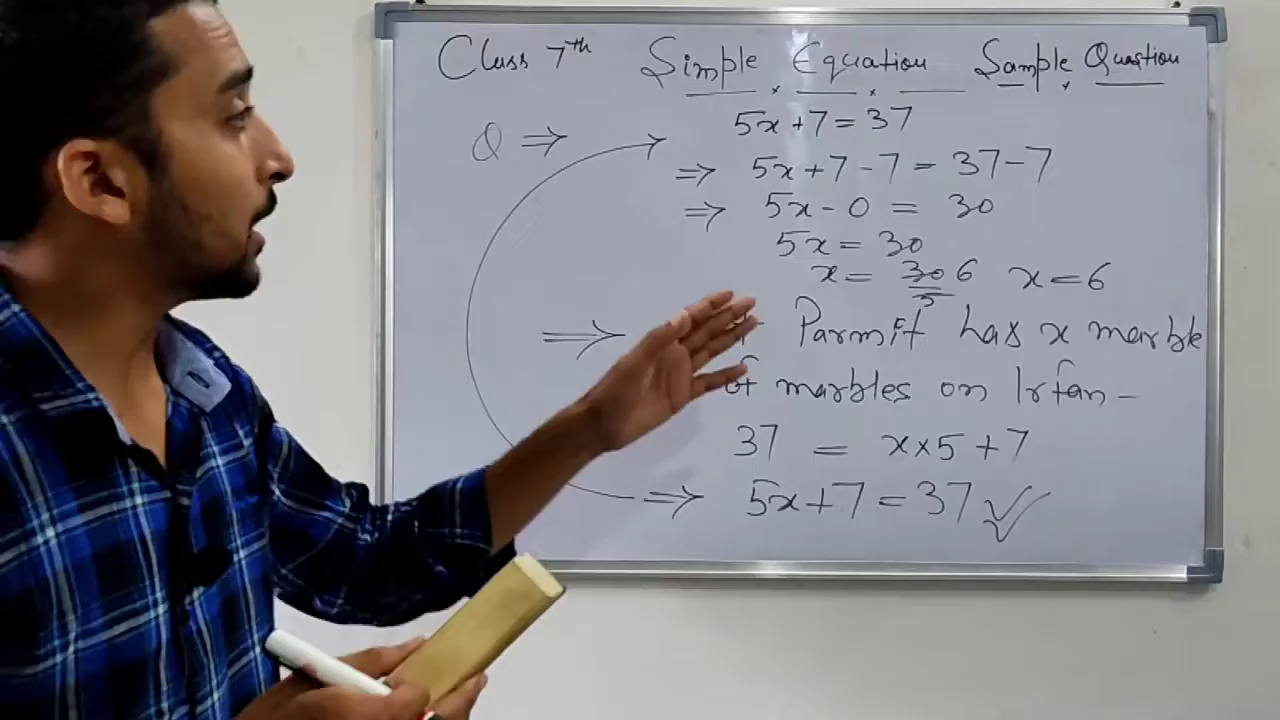 Class 7th Simple Equation Sample Quastion
Q ⇒ 5x+7=37
⇒ 5x+7-7=37-7
⇒ 5x-0 = 30
5x=30
x= 30/5 6 x=6
⇒ Parmit has x marble
of marbles on Irfan-
37 = x×5+7
⇒ 5x+7=37